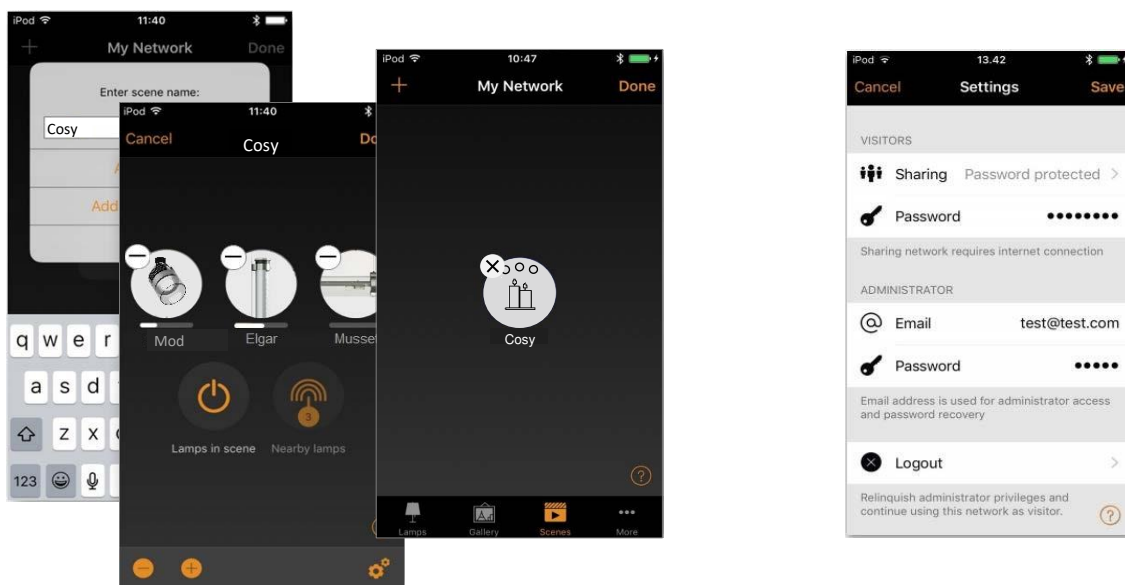 iPod 11:40
My Network Done
Enter scene name:
Cosy
Add
q w e r
a s d
z x
123
iPod 11:40
Cancel Cosy
Mod Elgar Musset
3
Lamps in scene Nearby lamps
iPod 10:47
+ My Network Done
Cosy
?
Lamps Gallery Scenes More
iPod 13.42
Cancel Settings Save
VISITORS
Sharing Password protected >
Password ••••••••
Sharing network requires internet connection
ADMINISTRATOR
@ Email test@test.com
Password •••••
Email address is used for administrator access
and password recovery
Logout >
Relinquish administrator privileges and
continue using this network as visitor.
?